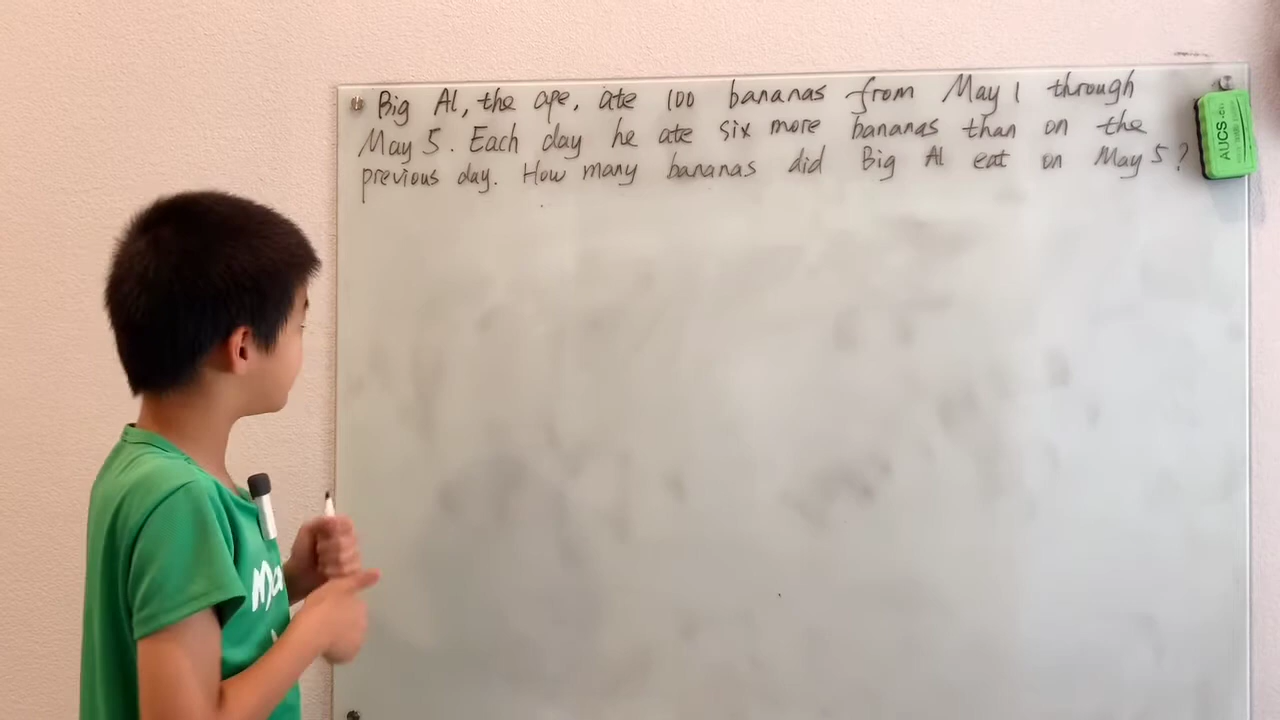 Big Al, the ape, ate 100 bananas from May 1 through
May 5. Each day he ate six more bananas than on the
previous day. How many bananas did Big Al eat on May 5?
AUCS